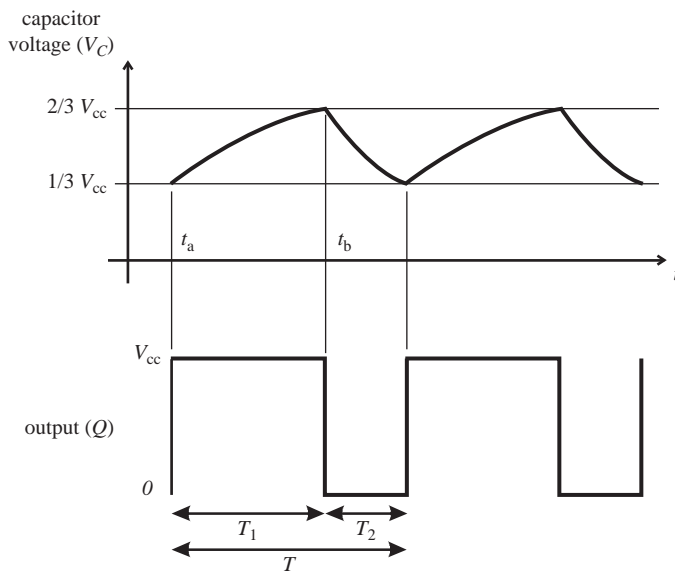 capacitor
voltage (V_C)
2/3 V_cc
1/3 V_cc
t_a
t_b
t
V_cc
output (Q)
0
T_1
T_2
T